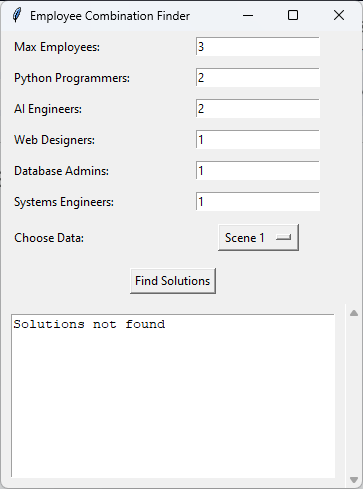 Employee Combination Finder
Max Employees: 3
Python Programmers: 2
AI Engineers: 2
Web Designers: 1
Database Admins: 1
Systems Engineers: 1
Choose Data: Scene 1
Find Solutions
Solutions not found